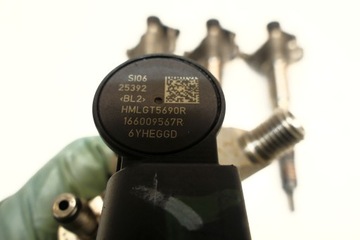 SI06
25392
‹BL2›
HMLGT5690R
166009567R
6YHEGGD